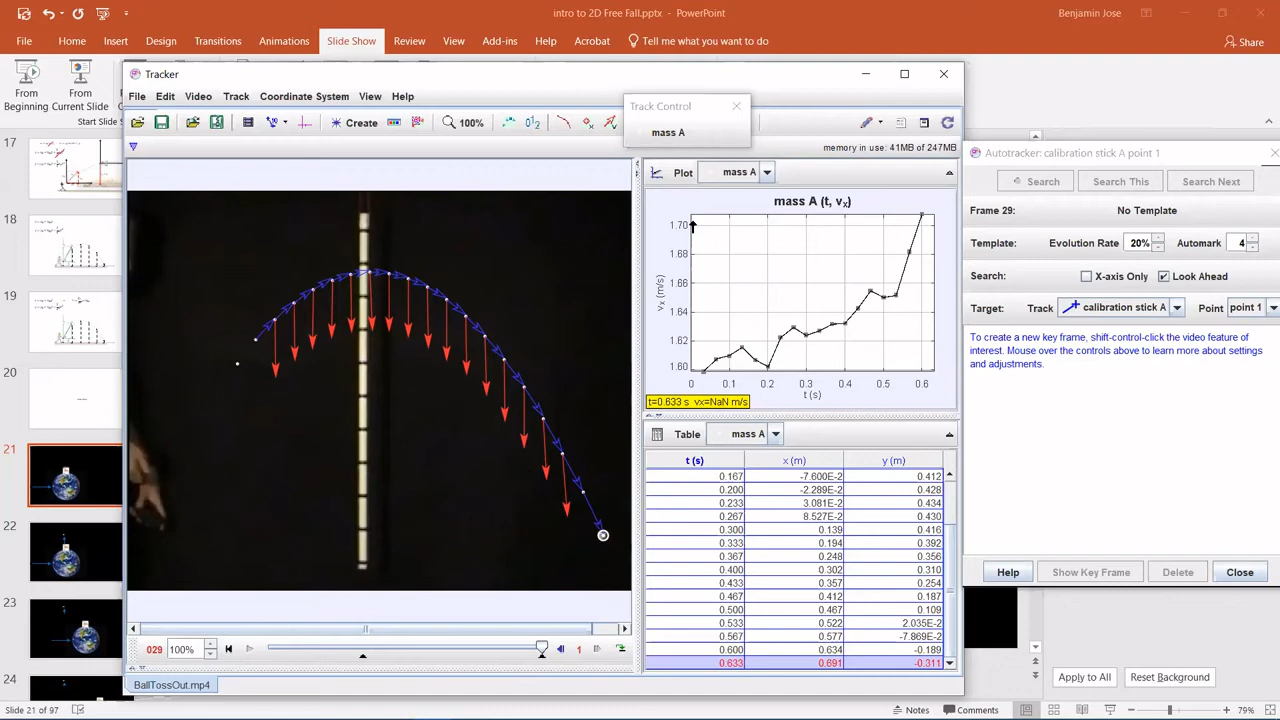 intro to 2D Free Fall.pptx - PowerPoint
Benjamin Jose
File Home Insert Design Transitions Animations Slide Show Review View Add-ins Help Acrobat Tell me what you want to do
Share
From Beginning
From Current Slide
Start Slide
Tracker
File Edit Video Track Coordinate System View Help
Track Control
mass A
Create
100%
memory in use: 41MB of 247MB
Plot mass A
mass A (t, vx)
1.70
1.68
1.66
1.64
1.62
1.60
vx (m/s)
0 0.1 0.2 0.3 0.4 0.5 0.6
t (s)
t=0.633 s vx=NaN m/s
Table mass A
t (s) x (m) y (m)
0.167 -7.600E-2 0.412
0.200 -2.289E-2 0.428
0.233 3.081E-2 0.434
0.267 8.527E-2 0.430
0.300 0.139 0.416
0.333 0.194 0.392
0.367 0.248 0.356
0.400 0.302 0.310
0.433 0.357 0.254
0.467 0.412 0.187
0.500 0.467 0.109
0.533 0.522 2.035E-2
0.567 0.577 -7.869E-2
0.600 0.634 -0.189
0.633 0.691 -0.311
029 100%
1
BallTossOut.mp4
Autotracker: calibration stick A point 1
Search Search This Search Next
Frame 29: No Template
Template: Evolution Rate 20% Automark 4
Search: X-axis Only Look Ahead
Target: Track calibration stick A Point point 1
To create a new key frame, shift-control-click the video feature of
interest. Mouse over the controls above to learn more about settings
and adjustments.
Help Show Key Frame Delete Close
Apply to All Reset Background
17
18
19
20
21
22
23
24
Slide 21 of 97
Notes Comments 79%